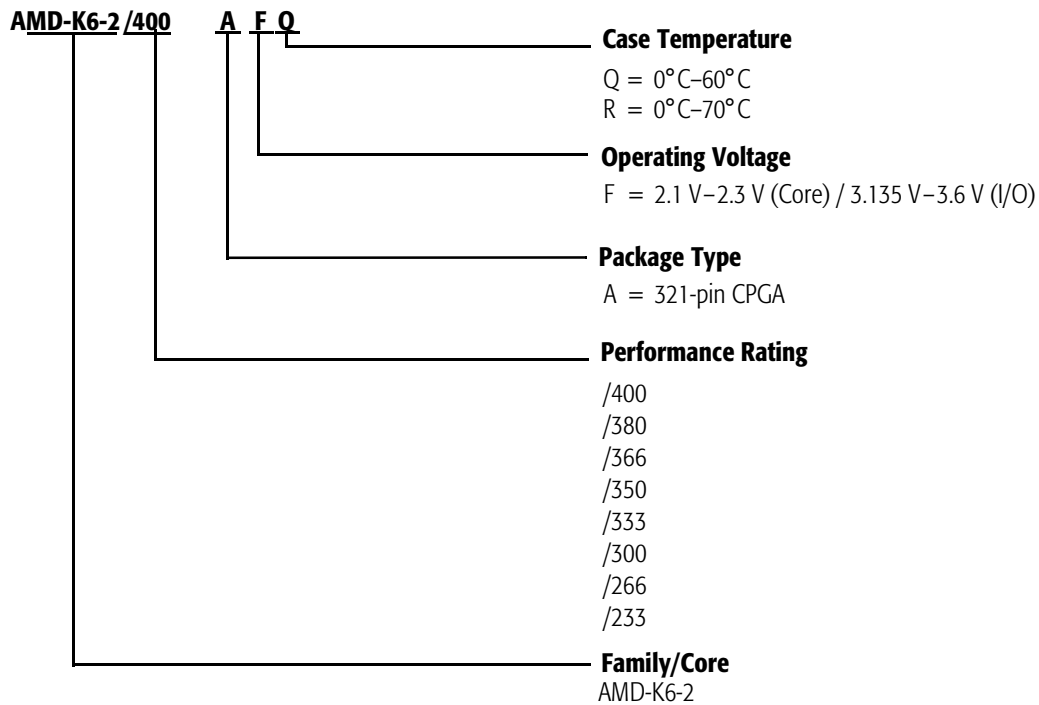 AMD-K6-2 /400 A F Q
Case Temperature
Q = 0°C–60°C
R = 0°C–70°C
Operating Voltage
F = 2.1 V–2.3 V (Core) / 3.135 V–3.6 V (I/O)
Package Type
A = 321-pin CPGA
Performance Rating
/400
/380
/366
/350
/333
/300
/266
/233
Family/Core
AMD-K6-2